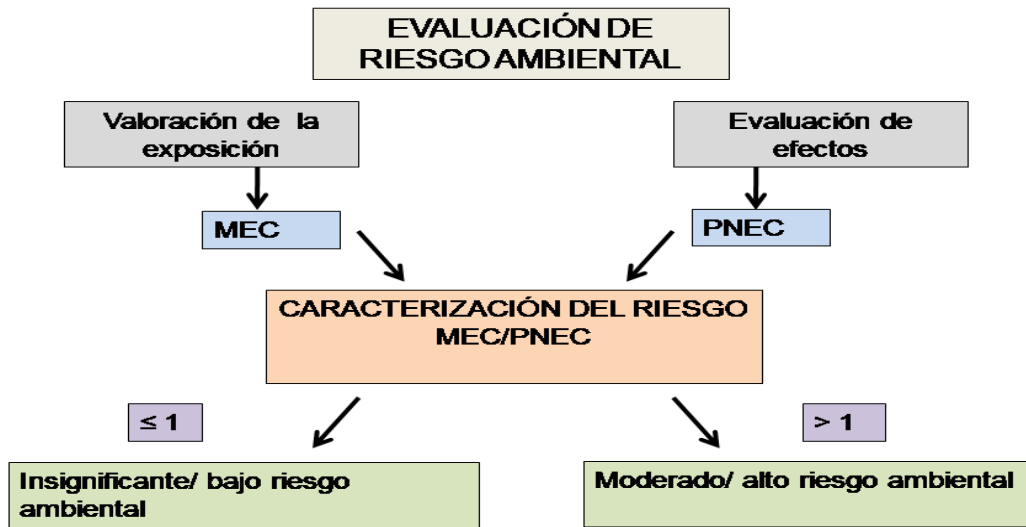 EVALUACIÓN DE
RIESGO AMBIENTAL
Valoración de la
exposición
Evaluación de
efectos
MEC
PNEC
CARACTERIZACIÓN DEL RIESGO
MEC/PNEC
≤ 1
> 1
Insignificante/ bajo riesgo
ambiental
Moderado/ alto riesgo ambiental